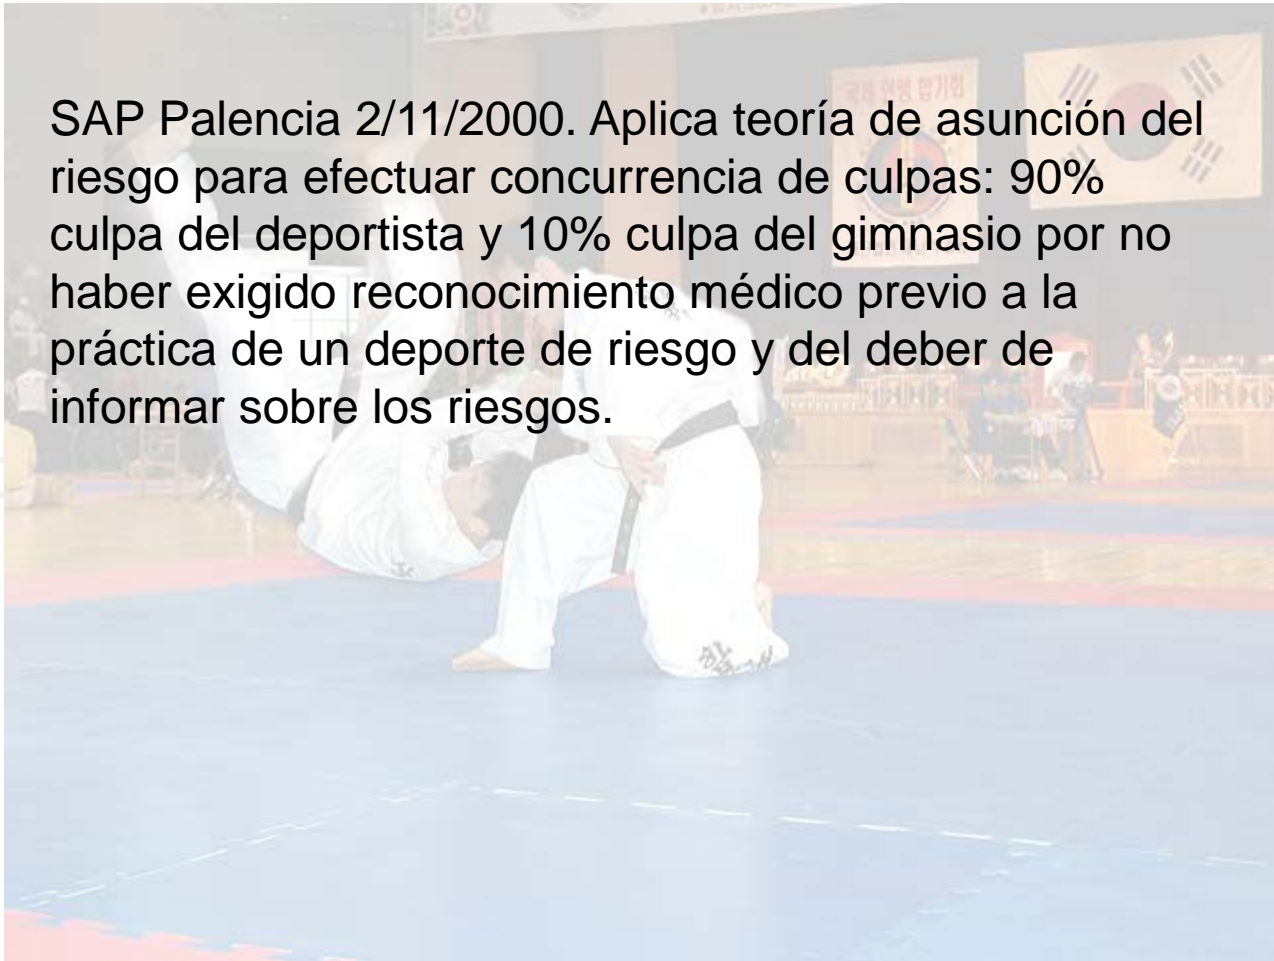 SAP Palencia 2/11/2000. Aplica teoría de asunción del
riesgo para efectuar concurrencia de culpas: 90%
culpa del deportista y 10% culpa del gimnasio por no
haber exigido reconocimiento médico previo a la
práctica de un deporte de riesgo y del deber de
informar sobre los riesgos.